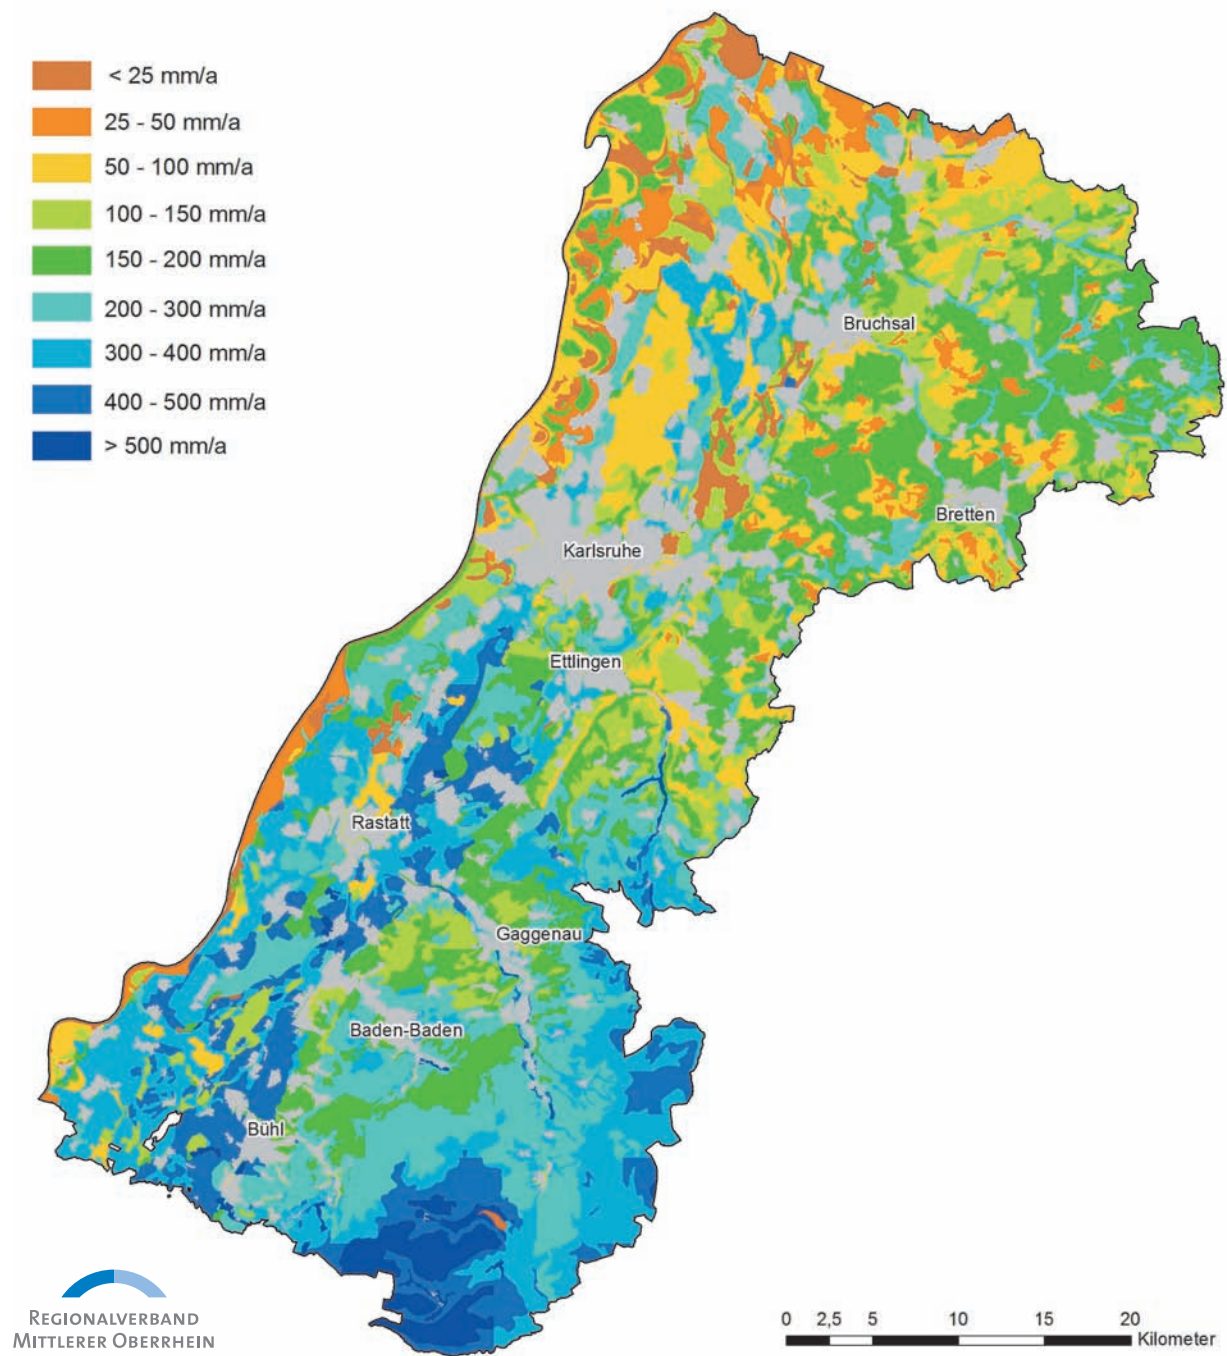 < 25 mm/a
25 - 50 mm/a
50 - 100 mm/a
100 - 150 mm/a
150 - 200 mm/a
200 - 300 mm/a
300 - 400 mm/a
400 - 500 mm/a
> 500 mm/a
Bruchsal
Bretten
Karlsruhe
Ettlingen
Rastatt
Gaggenau
Baden-Baden
Bühl
REGIONALVERBAND
MITTLERER OBERRHEIN
0 2,5 5 10 15 20
Kilometer